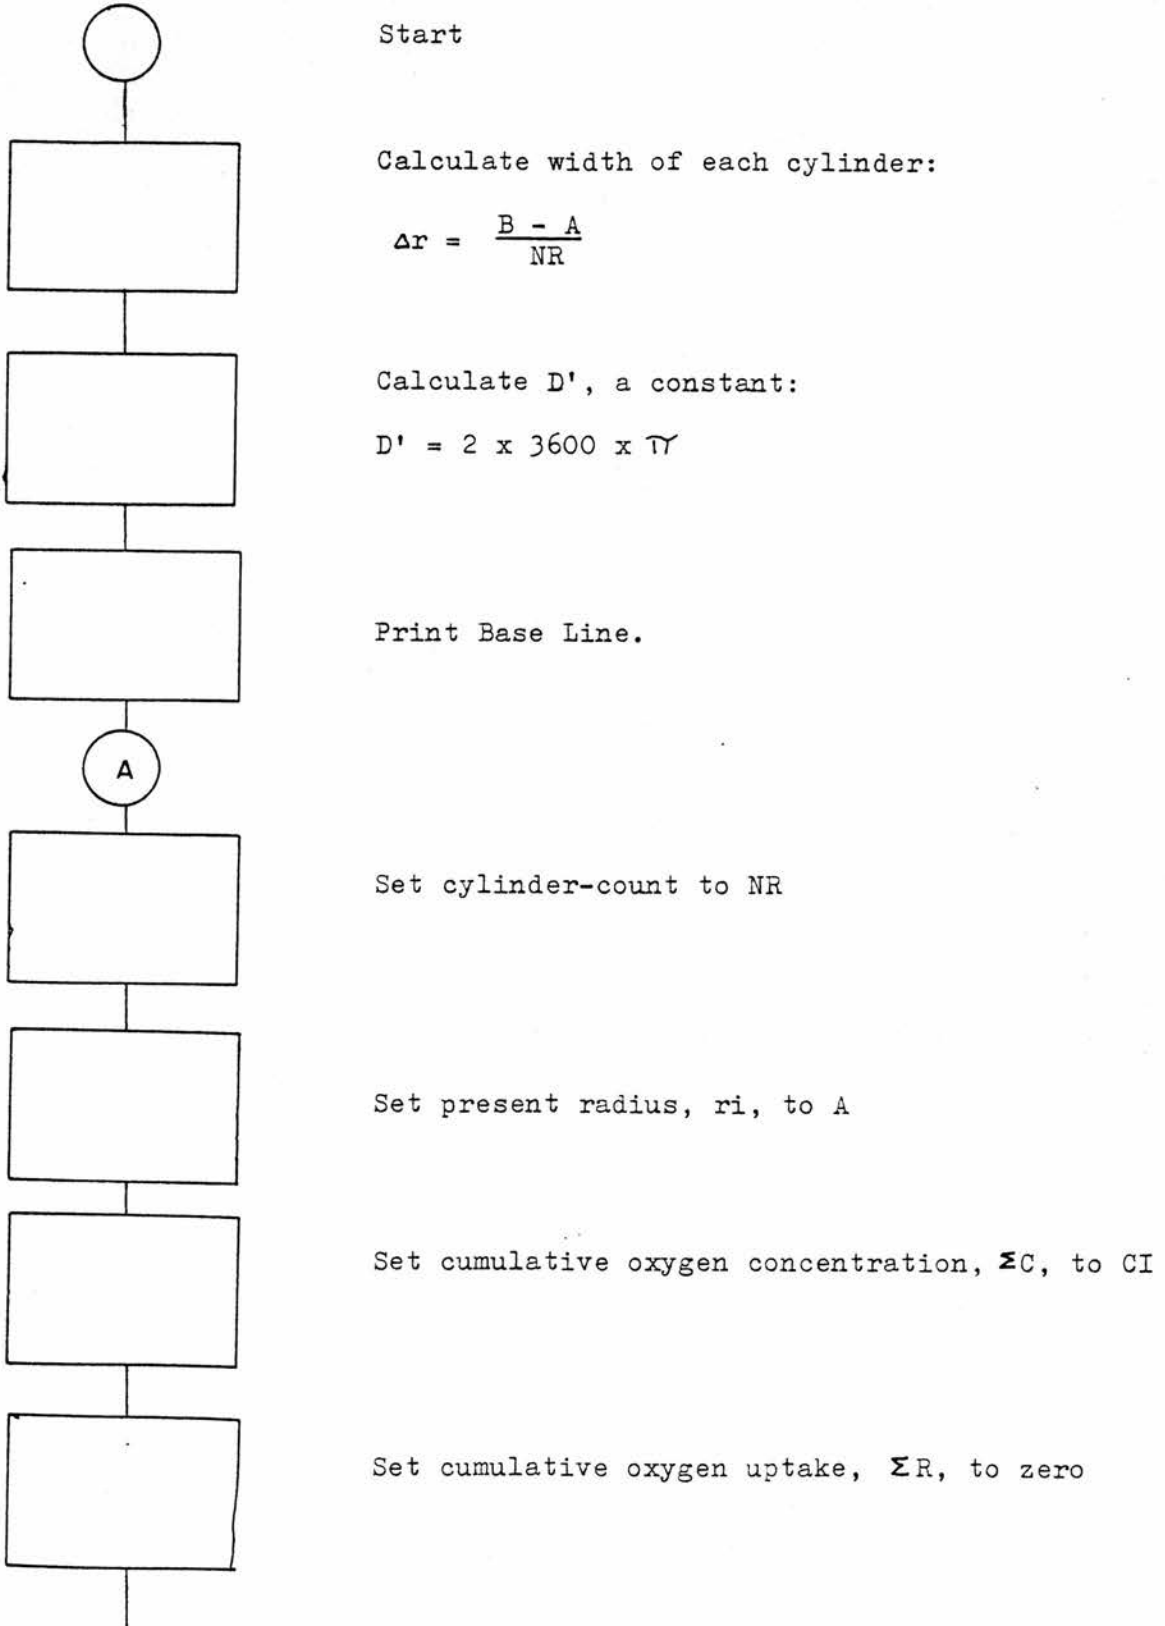 Start
Calculate width of each cylinder:
Δr = B - A
NR
Calculate D', a constant:
D' = 2 x 3600 x π
Print Base Line.
A
Set cylinder-count to NR
Set present radius, ri, to A
Set cumulative oxygen concentration, ΣC, to CI
Set cumulative oxygen uptake, ΣR, to zero